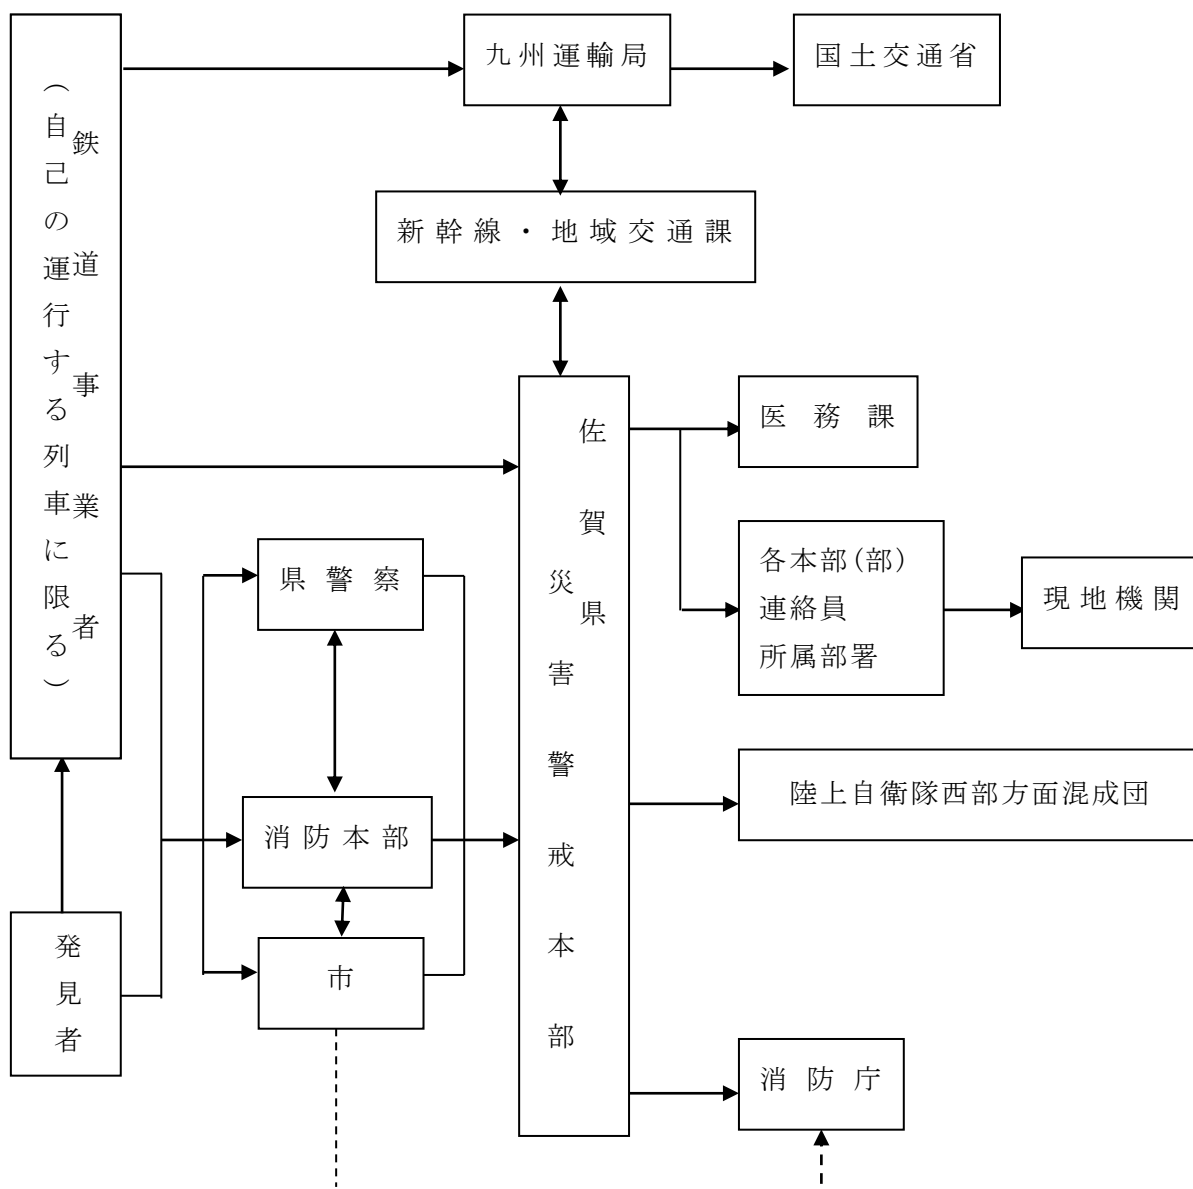 鉄道事業者
（自己の運行する列車に限る）
九州運輸局
国土交通省
新幹線・地域交通課
佐賀県
災害警戒本部
医務課
各本部(部)
連絡員
所属部署
現地機関
県警察
陸上自衛隊西部方面混成団
消防本部
発見者
市
消防庁